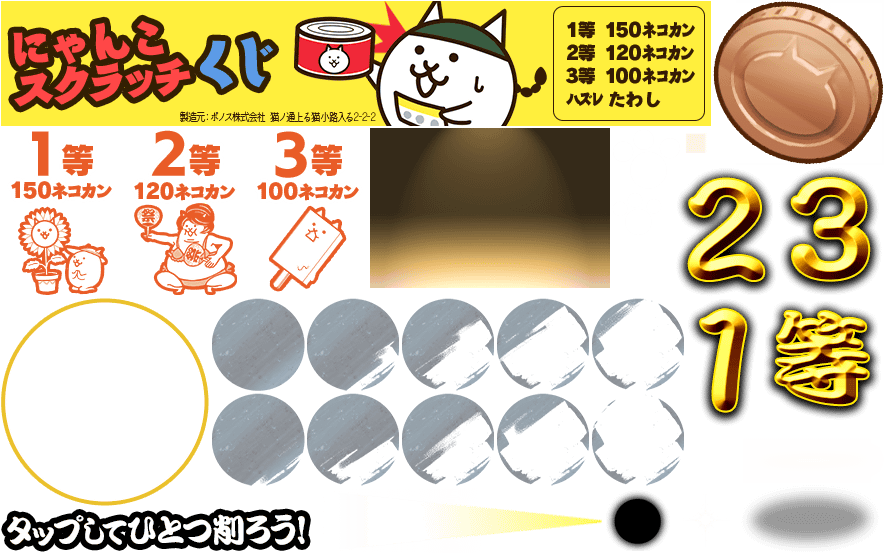 にゃんこ
スクラッチくじ
1等 150ネコカン
2等 120ネコカン
3等 100ネコカン
ハズレ たわし
製造元：ポノス株式会社 猫ノ通上る猫小路入る2-2-2
1等 2等 3等
150ネコカン 120ネコカン 100ネコカン
祭
2 3
1 等
タップしてひとつ削ろう!